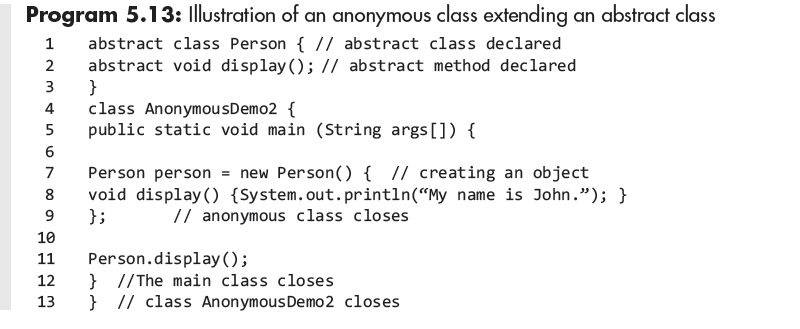 Program 5.13: Illustration of an anonymous class extending an abstract class
1 abstract class Person { // abstract class declared
2 abstract void display(); // abstract method declared
3 }
4 class AnonymousDemo2 {
5 public static void main (String args[]) {
6
7 Person person = new Person() { // creating an object
8 void display() {System.out.println(“My name is John.”); }
9 }; // anonymous class closes
10
11 Person.display();
12 } //The main class closes
13 } // class AnonymousDemo2 closes